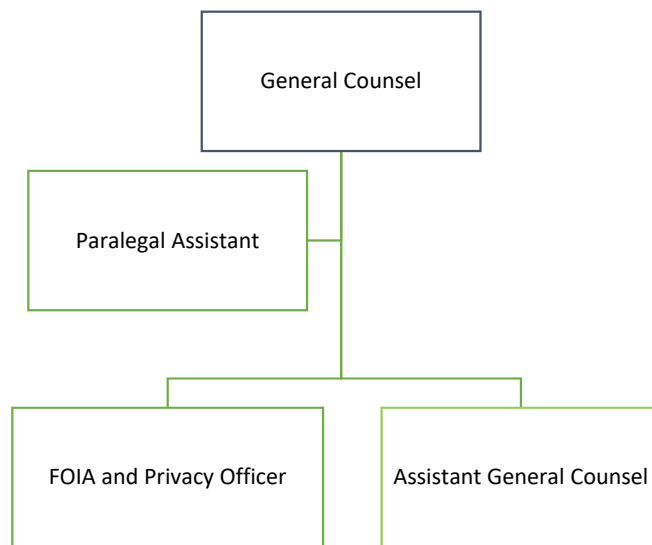 General Counsel
Paralegal Assistant
FOIA and Privacy Officer
Assistant General Counsel